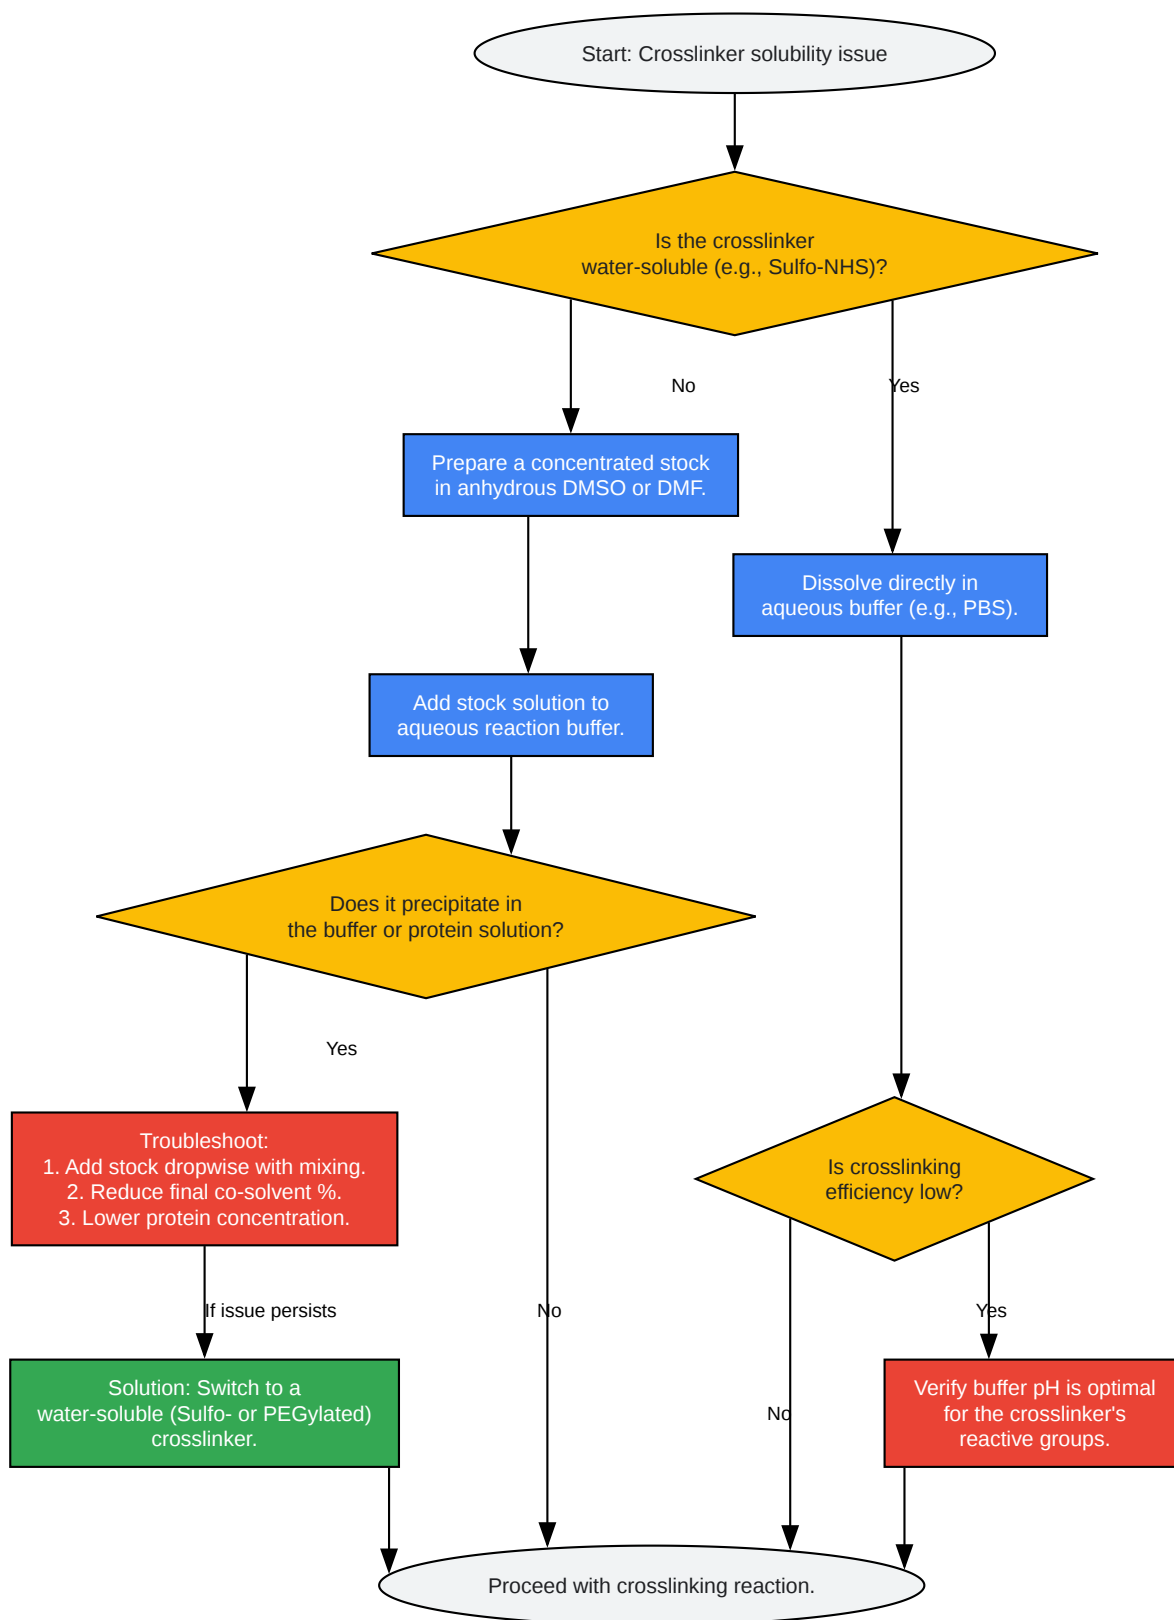 Start: Crosslinker solubility issue
Is the crosslinker
water-soluble (e.g., Sulfo-NHS)?
No
Yes
Prepare a concentrated stock
in anhydrous DMSO or DMF.
Dissolve directly in
aqueous buffer (e.g., PBS).
Add stock solution to
aqueous reaction buffer.
Does it precipitate in
the buffer or protein solution?
Yes
Troubleshoot:
1. Add stock dropwise with mixing.
2. Reduce final co-solvent %.
3. Lower protein concentration.
Is crosslinking
efficiency low?
If issue persists
No
Yes
Solution: Switch to a
water-soluble (Sulfo- or PEGylated)
crosslinker.
No
Verify buffer pH is optimal
for the crosslinker's
reactive groups.
Proceed with crosslinking reaction.